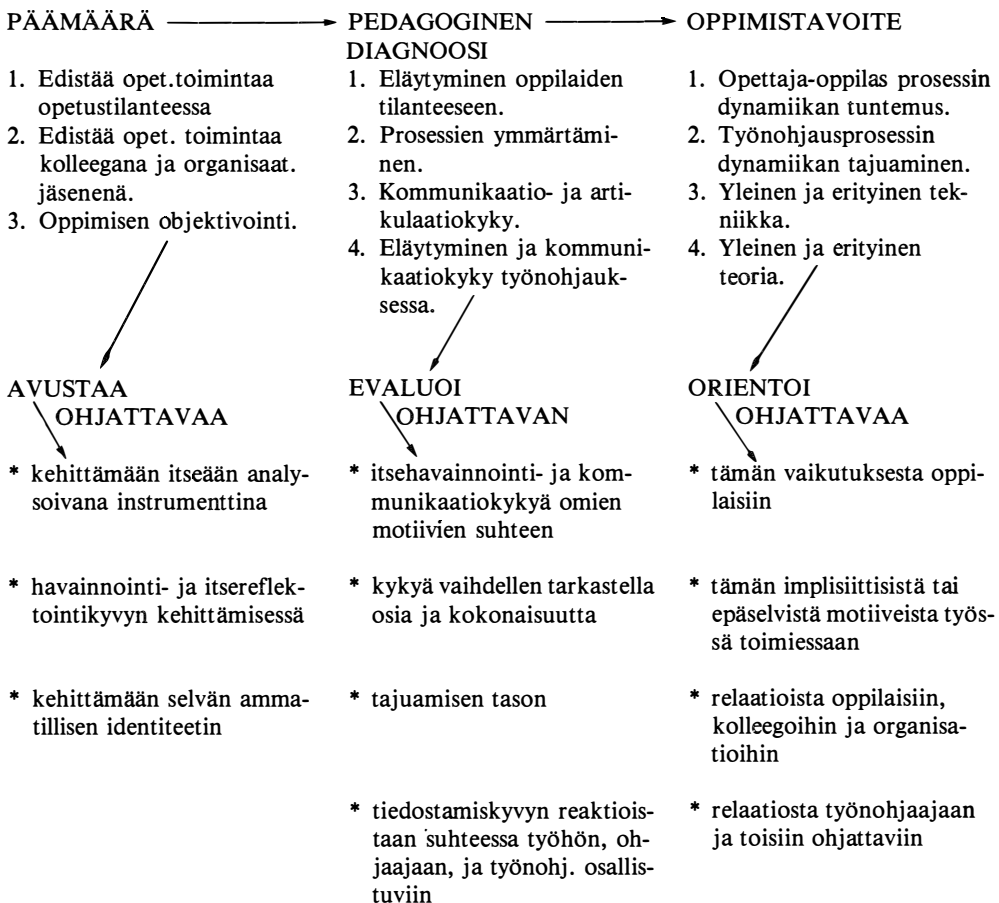 PÄÄMÄÄRÄ
1. Edistää opet.toimintaa
opetustilanteessa
2. Edistää opet. toimintaa
kolleegana ja organisaat.
jäsenenä.
3. Oppimisen objektivointi.
PEDAGOGINEN
DIAGNOOSI
1. Eläytyminen oppilaiden
tilanteeseen.
2. Prosessien ymmärtämi-
nen.
3. Kommunikaatio- ja arti-
kulaatiokyky.
4. Eläytyminen ja kommuni-
kaatiokyky työnohjauk-
sessa.
OPPIMISTAVOITE
1. Opettaja-oppilas prosessin
dynamiikan tuntemus.
2. Työnohjausprosessin
dynamiikan tajuaminen.
3. Yleinen ja erityinen tek-
niikka.
4. Yleinen ja erityinen
teoria.
AVUSTAA
OHJATTAVAA
* kehittämään itseään analy-
soivana instrumenttina
* havainnointi- ja itsereflek-
tointikyvyn kehittämisessä
* kehittämään selvän amma-
tillisen identiteetin
EVALUOI
OHJATTAVAN
* itsehavainnointi- ja kom-
munikaatiokykyä omien
motiivien suhteen
* kykyä vaihdellen tarkastella
osia ja kokonaisuutta
* tajuamisen tason
* tiedostamiskyvyn reaktiois-
taan suhteessa työhön, oh-
jaajaan, ja työnohj. osallis-
tuviin
ORIENTOI
OHJATTAVAA
* tämän vaikutuksesta oppi-
laisiin
* tämän implisiittisistä tai
epäselvistä motiiveista työs-
sä toimiessaan
* relaatioista oppilaisiin,
kolleegoihin ja organisa-
tioihin
* relaatiosta työnohjaajaan
ja toisiin ohjattaviin